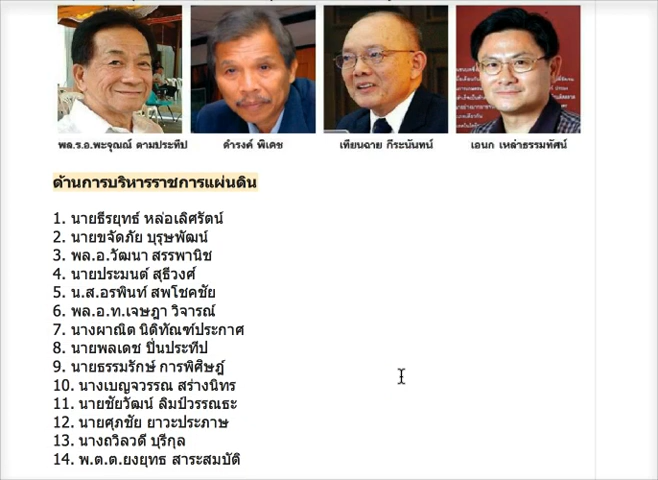 พล.ร.อ.พะจุณณ์ ตามประทีป
ดำรงค์ พิเดช
เทียนฉาย กีระนันทน์
เอนก เหล่าธรรมทัศน์
ด้านการบริหารราชการแผ่นดิน
1. นายธีรยุทธ์ หล่อเลิศรัตน์
2. นายขจัดภัย บุรุษพัฒน์
3. พล.อ.วัฒนา สรรพานิช
4. นายประมนต์ สุธีวงศ์
5. น.ส.อรพินท์ สพโชคชัย
6. พล.อ.ท.เจษฎา วิจารณ์
7. นางผาณิต นิติทัณฑ์ประกาศ
8. นายพลเดช ปิ่นประทีป
9. นายธรรมรักษ์ การพิศิษฎ์
10. นางเบญจวรรณ สร่างนิทร
11. นายชัยวัฒน์ ลิมป์วรรณธะ
12. นายศุภชัย ยาวะประภาษ
13. นางถวิลวดี บุรีกุล
14. พ.ต.ต.ยงยุทธ สาระสมบัติ